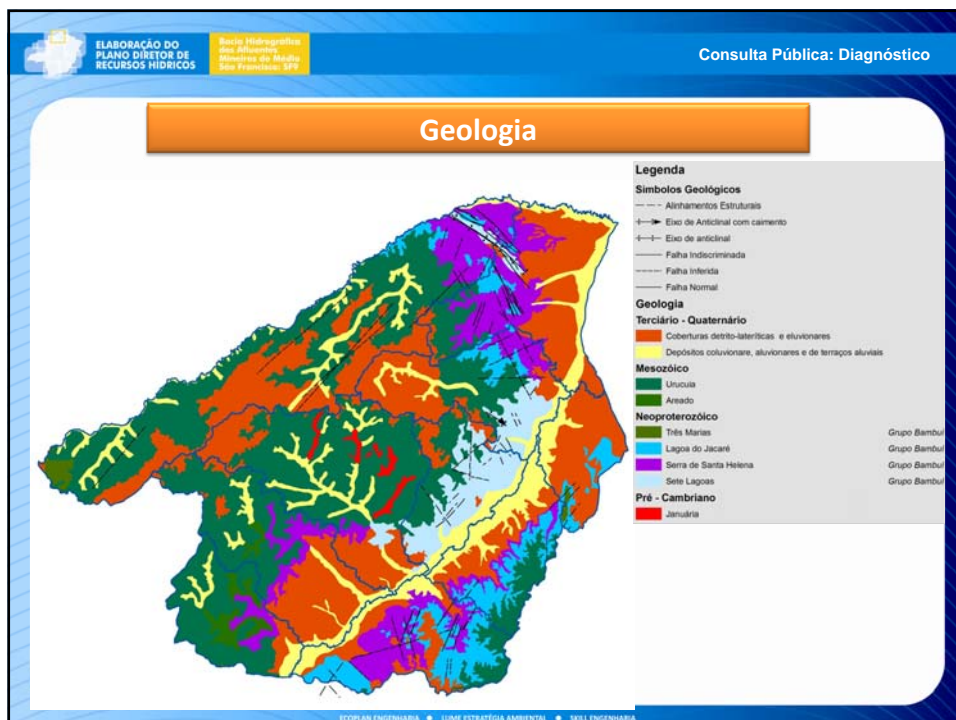 ELABORAÇÃO DO
PLANO DIRETOR DE
RECURSOS HÍDRICOS
Bacia Hidrográfica
dos Afluentes
Mineiros do Médio
São Francisco: SF9
Consulta Pública: Diagnóstico
Geologia
Legenda
Símbolos Geológicos
Alinhamentos Estruturais
Eixo de Anticlinal com caimento
Eixo de anticlinal
Falha Indiscriminada
Falha Inferida
Falha Normal
Geologia
Terciário - Quaternário
Coberturas detrito-lateríticas e eluvionares
Depósitos coluvionare, aluvionares e de terraços aluviais
Mesozóico
Urucuia
Areado
Neoproterozóico
Três Marias Grupo Bambuí
Lagoa do Jacaré Grupo Bambuí
Serra de Santa Helena Grupo Bambuí
Sete Lagoas Grupo Bambuí
Pré - Cambriano
Januária
ECOPLAN ENGENHARIA ● LUME ESTRATÉGIA AMBIENTAL ● SKILL ENGENHARIA